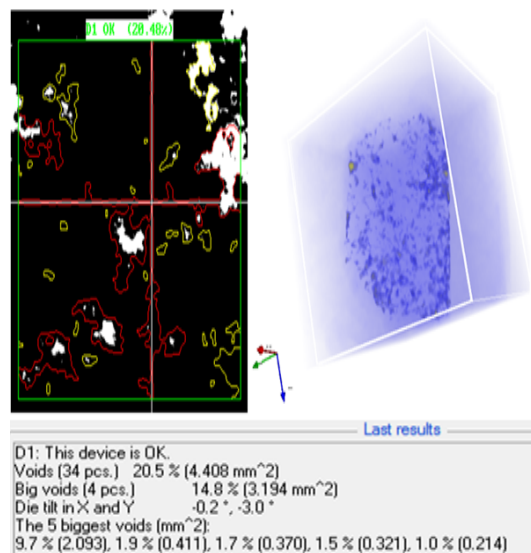 D1 OK (20.48%)
Last results
D1: This device is OK.
Voids (34 pcs.) 20.5 % (4.408 mm^2)
Big voids (4 pcs.) 14.8 % (3.194 mm^2)
Die tilt in X and Y -0.2 °, -3.0 °
The 5 biggest voids (mm^2):
9.7 % (2.093), 1.9 % (0.411), 1.7 % (0.370), 1.5 % (0.321), 1.0 % (0.214)